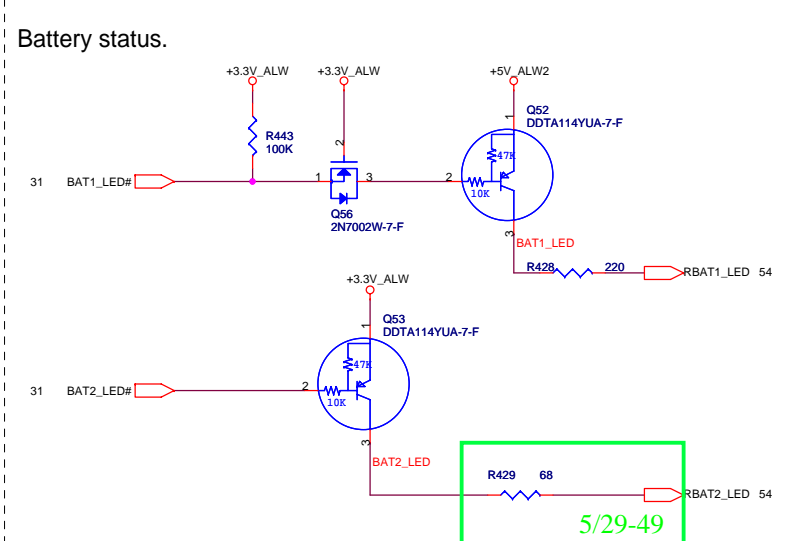 Battery status.
+3.3V_ALW +3.3V_ALW +5V_ALW2
Q52
DDTA114YUA-7-F
1
R443
100K
2
47K
31 BAT1_LED# 1 3 2
10K
Q56
2N7002W-7-F
3
BAT1_LED
R428 220 RBAT1_LED 54
+3.3V_ALW
Q53
DDTA114YUA-7-F
1
47K
31 BAT2_LED# 2
10K
3
BAT2_LED
R429 68
RBAT2_LED 54
5/29-49